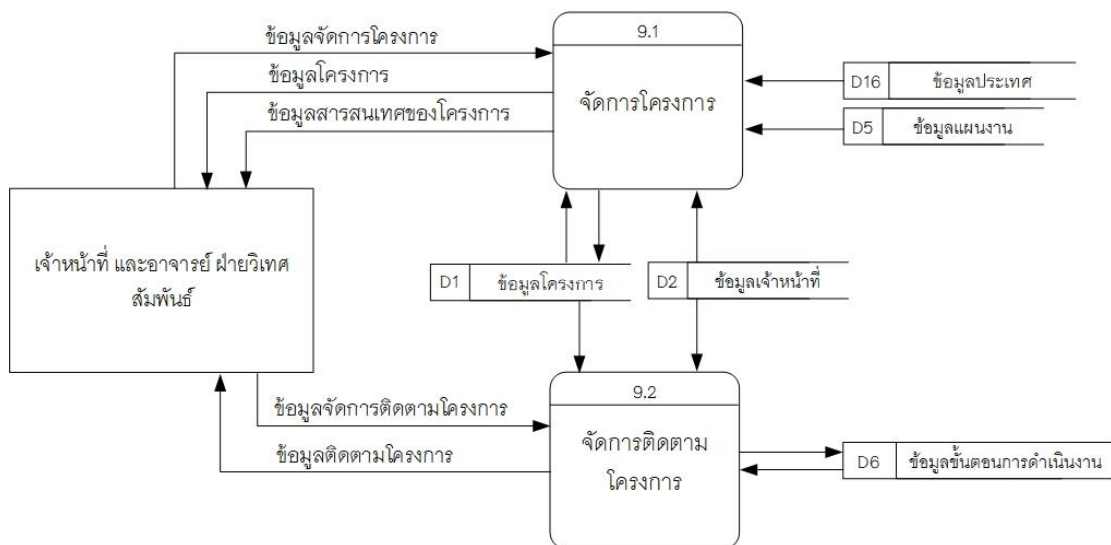 ข้อมูลจัดการโครงการ
ข้อมูลโครงการ
ข้อมูลสารสนเทศของโครงการ
9.1
จัดการโครงการ
D16 ข้อมูลประเทศ
D5 ข้อมูลแผนงาน
เจ้าหน้าที่ และอาจารย์ ฝ่ายวิเทศ
สัมพันธ์
D1 ข้อมูลโครงการ
D2 ข้อมูลเจ้าหน้าที่
ข้อมูลจัดการติดตามโครงการ
ข้อมูลติดตามโครงการ
9.2
จัดการติดตาม
โครงการ
D6 ข้อมูลขั้นตอนการดำเนินงาน